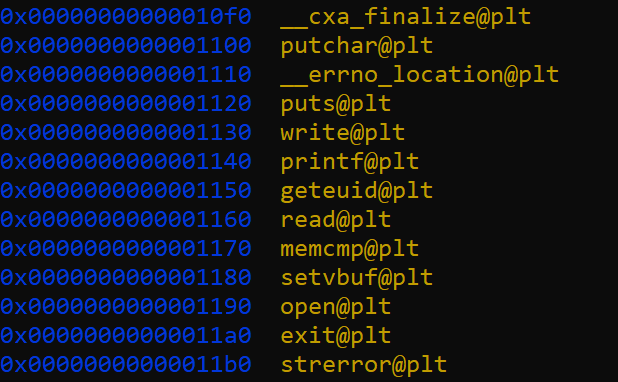 0x00000000000010f0 __cxa_finalize@plt
0x0000000000001100 putchar@plt
0x0000000000001110 __errno_location@plt
0x0000000000001120 puts@plt
0x0000000000001130 write@plt
0x0000000000001140 printf@plt
0x0000000000001150 geteuid@plt
0x0000000000001160 read@plt
0x0000000000001170 memcmp@plt
0x0000000000001180 setvbuf@plt
0x0000000000001190 open@plt
0x00000000000011a0 exit@plt
0x00000000000011b0 strerror@plt